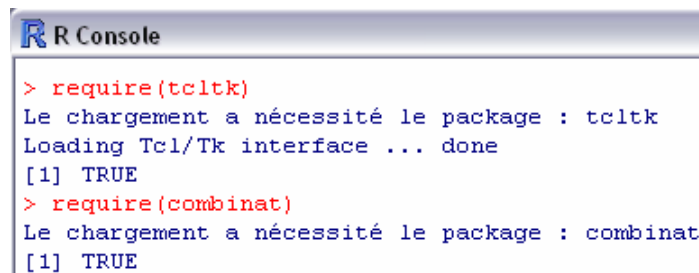 R R Console
> require(tcltk)
Le chargement a nécessité le package : tcltk
Loading Tcl/Tk interface ... done
[1] TRUE
> require(combinat)
Le chargement a nécessité le package : combinat
[1] TRUE